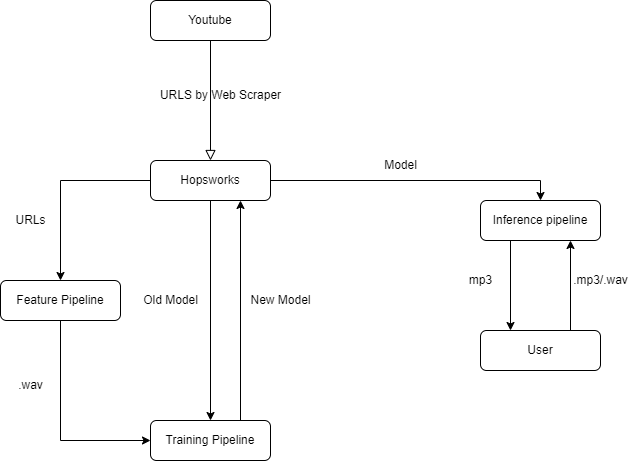 Youtube
URLS by Web Scraper
Hopsworks
Model
URLs
Inference pipeline
mp3
.mp3/.wav
Feature Pipeline
Old Model
New Model
User
.wav
Training Pipeline